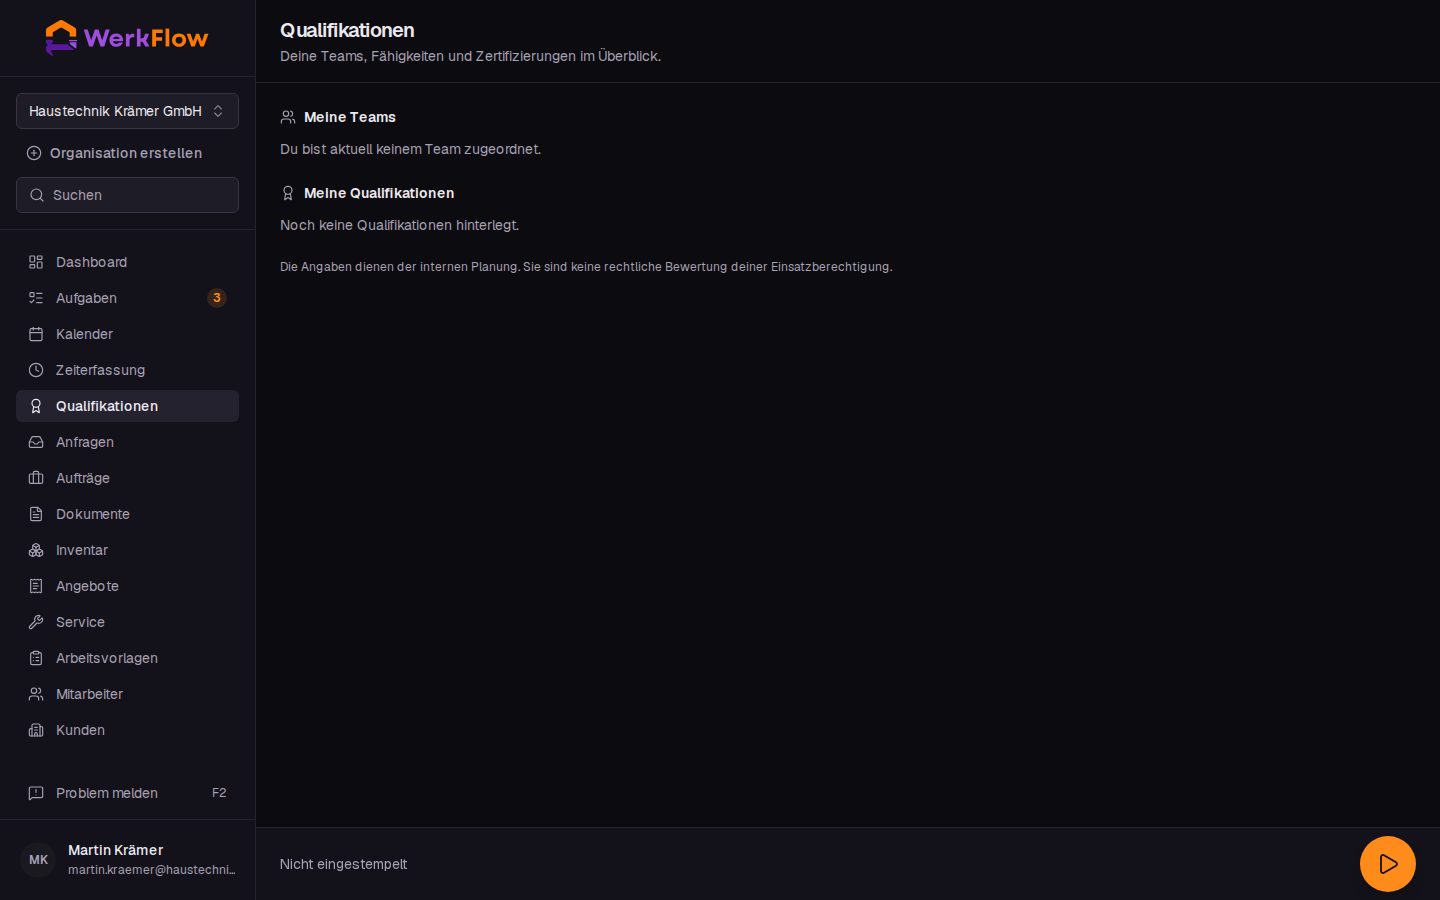 WerkFlow
Haustechnik Krämer GmbH
Organisation erstellen
Suchen
Dashboard
Aufgaben 3
Kalender
Zeiterfassung
Qualifikationen
Anfragen
Aufträge
Dokumente
Inventar
Angebote
Service
Arbeitsvorlagen
Mitarbeiter
Kunden
Problem melden F2
MK Martin Krämer
martin.kraemer@haustechni...
Qualifikationen
Deine Teams, Fähigkeiten und Zertifizierungen im Überblick.
Meine Teams
Du bist aktuell keinem Team zugeordnet.
Meine Qualifikationen
Noch keine Qualifikationen hinterlegt.
Die Angaben dienen der internen Planung. Sie sind keine rechtliche Bewertung deiner Einsatzberechtigung.
Nicht eingestempelt